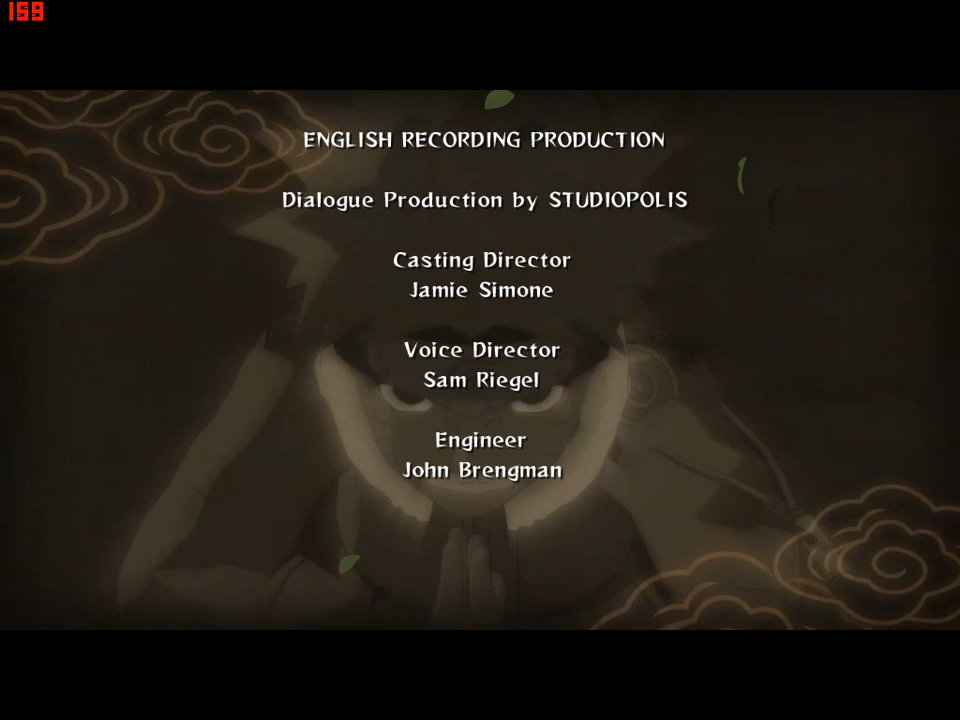 159
ENGLISH RECORDING PRODUCTION
Dialogue Production by STUDIOPOLIS
Casting Director
Jamie Simone
Voice Director
Sam Riegel
Engineer
John Brengman